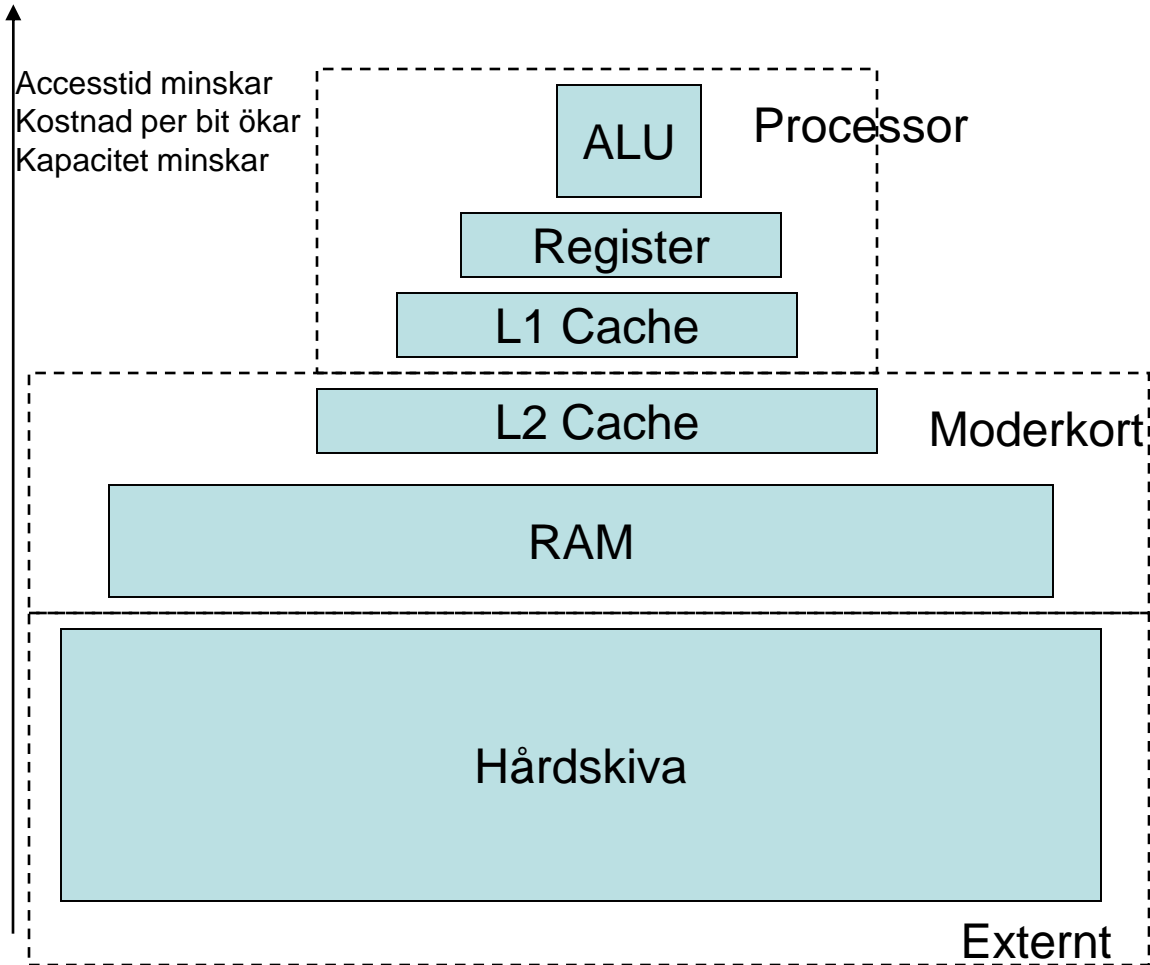 Accesstid minskar
Kostnad per bit ökar
Kapacitet minskar
ALU
Processor
Register
L1 Cache
L2 Cache
Moderkort
RAM
Hårdskiva
Externt